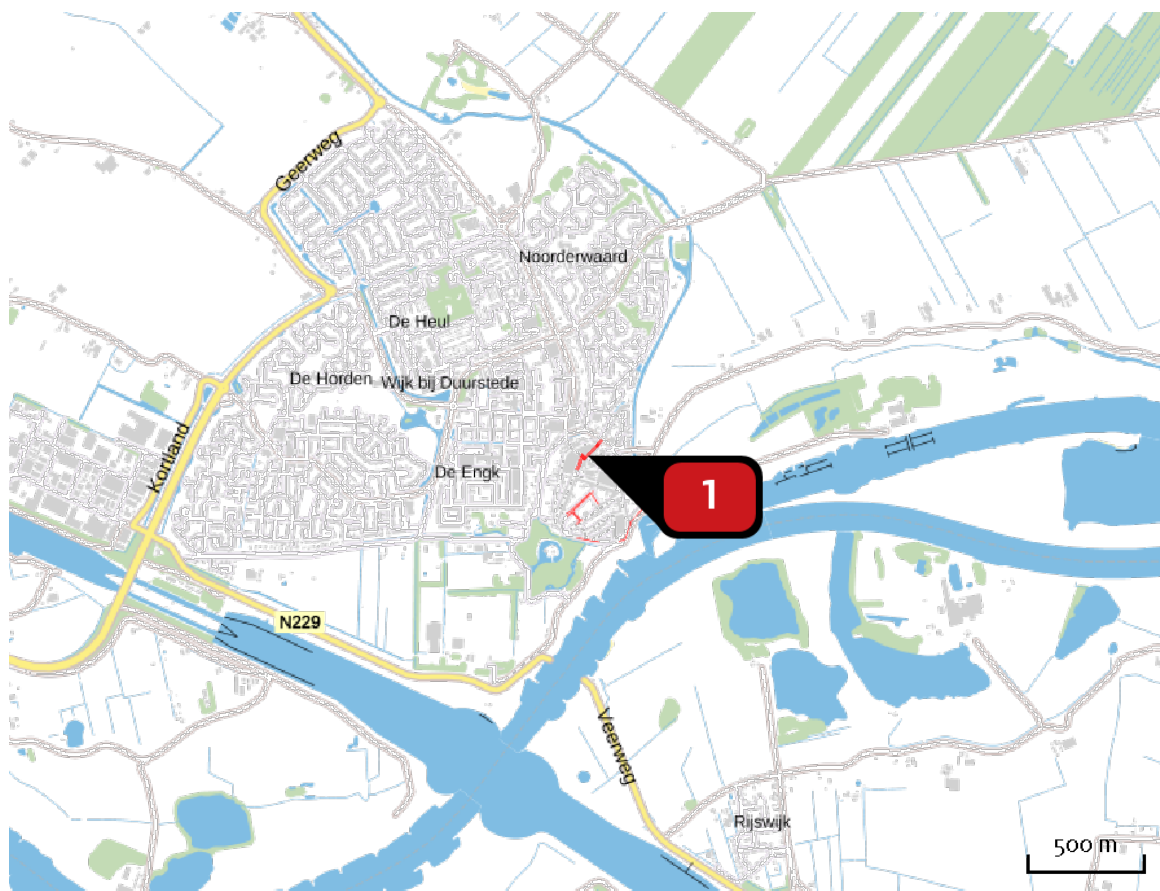 Geerweg
Noorderwaard
De Heul
De Horden
Wijk bij Duurstede
Kortland
De Engk
1
N229
Veerweg
Rijswijk
500 m